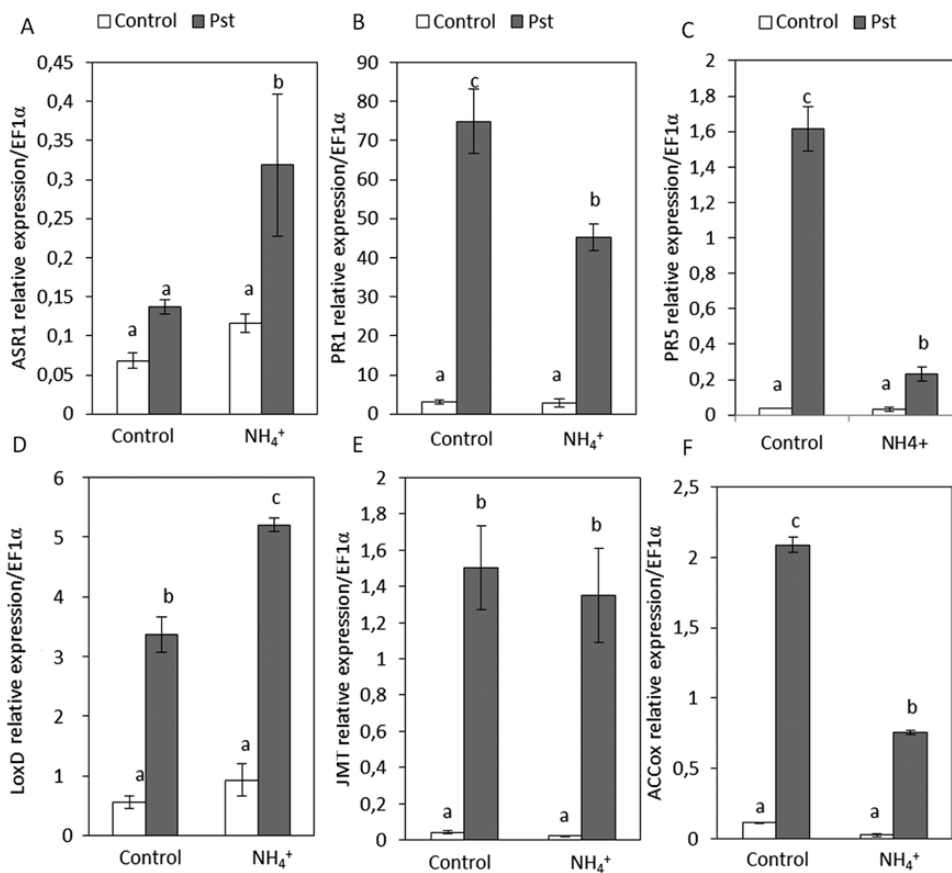 A
Control Pst
ASR1 relative expression/EF1α
0,45
0,4
0,35
0,3
0,25
0,2
0,15
0,1
0,05
0
a
a
a
b
Control NH₄⁺
B
Control Pst
PR1 relative expression/EF1α
90
80
70
60
50
40
30
20
10
0
a
c
a
b
Control NH₄⁺
C
Control Pst
PR5 relative expression/EF1α
2
1,8
1,6
1,4
1,2
1
0,8
0,6
0,4
0,2
0
a
c
a
b
Control NH4+
D
LoxD relative expression/EF1α
6
5
4
3
2
1
0
a
b
a
c
Control NH₄⁺
E
JMT relative expression/EF1α
2
1,8
1,6
1,4
1,2
1
0,8
0,6
0,4
0,2
0
a
b
a
b
Control NH₄⁺
F
ACCox relative expression/EF1α
2,5
2
1,5
1
0,5
0
a
c
a
b
Control NH₄⁺